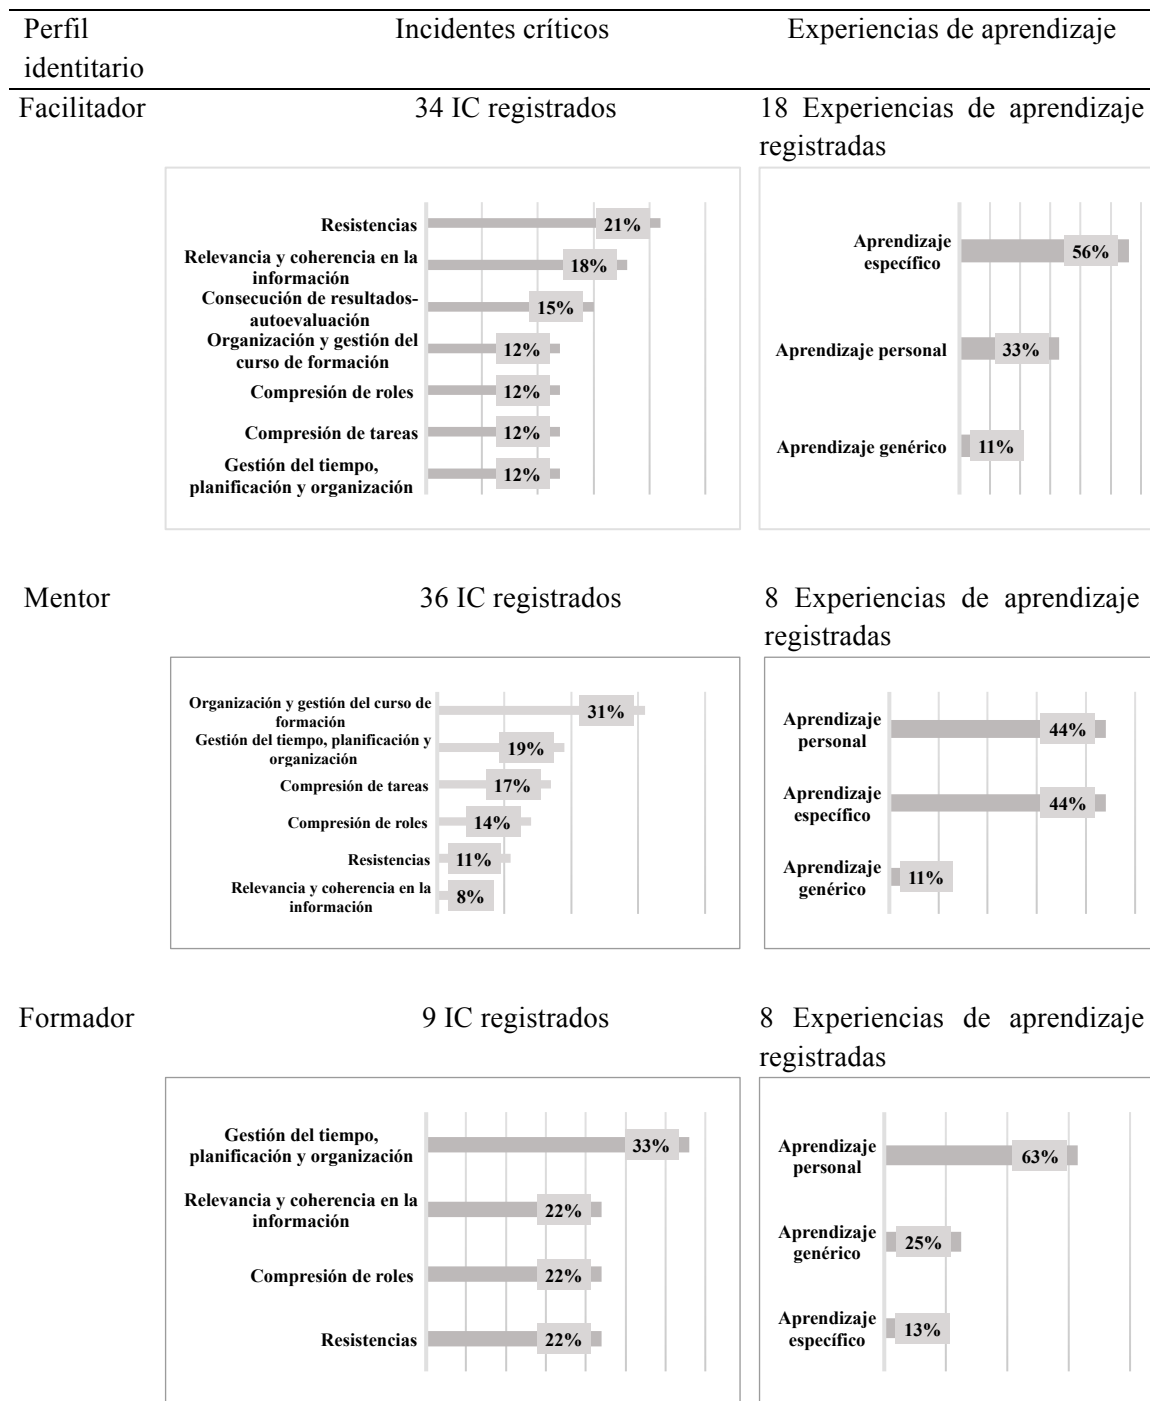 Perfil identitario
Incidentes críticos
Experiencias de aprendizaje
Facilitador
34 IC registrados
18 Experiencias de aprendizaje
registradas
Resistencias
21%
Relevancia y coherencia en la
información
18%
Consecución de resultados-
autoevaluación
15%
Organización y gestión del
curso de formación
12%
Compresión de roles
12%
Compresión de tareas
12%
Gestión del tiempo,
planificación y organización
12%
Aprendizaje
específico
56%
Aprendizaje personal
33%
Aprendizaje genérico
11%
Mentor
36 IC registrados
8 Experiencias de aprendizaje
registradas
Organización y gestión del curso de
formación
31%
Gestión del tiempo, planificación y
organización
19%
Compresión de tareas
17%
Compresión de roles
14%
Resistencias
11%
Relevancia y coherencia en la
información
8%
Aprendizaje
personal
44%
Aprendizaje
específico
44%
Aprendizaje
genérico
11%
Formador
9 IC registrados
8 Experiencias de aprendizaje
registradas
Gestión del tiempo,
planificación y organización
33%
Relevancia y coherencia en la
información
22%
Compresión de roles
22%
Resistencias
22%
Aprendizaje
personal
63%
Aprendizaje
genérico
25%
Aprendizaje
específico
13%